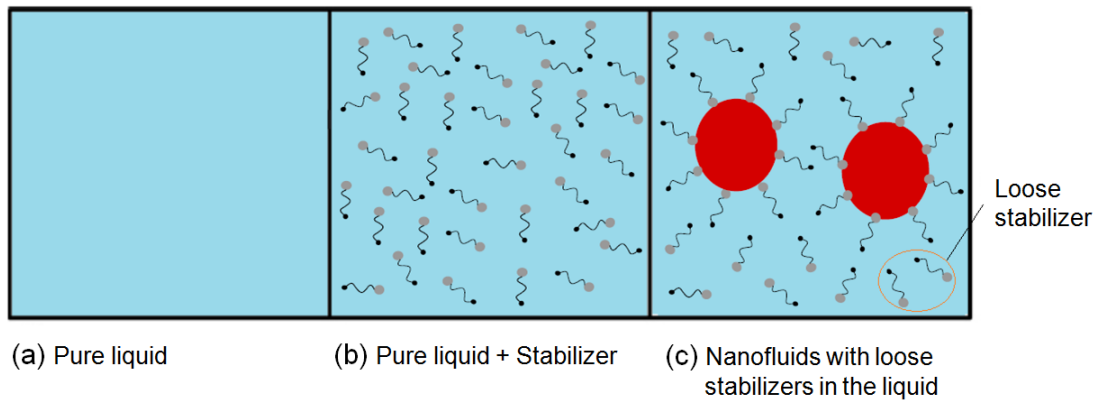 Loose
stabilizer
(a) Pure liquid
(b) Pure liquid + Stabilizer
(c) Nanofluids with loose
stabilizers in the liquid